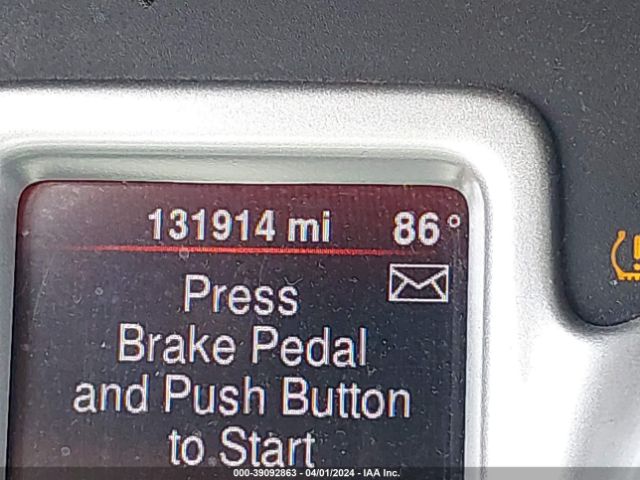 131914 mi 86°
Press
Brake Pedal
and Push Button
to Start
000-39092863 - 04/01/2024 - IAA Inc.